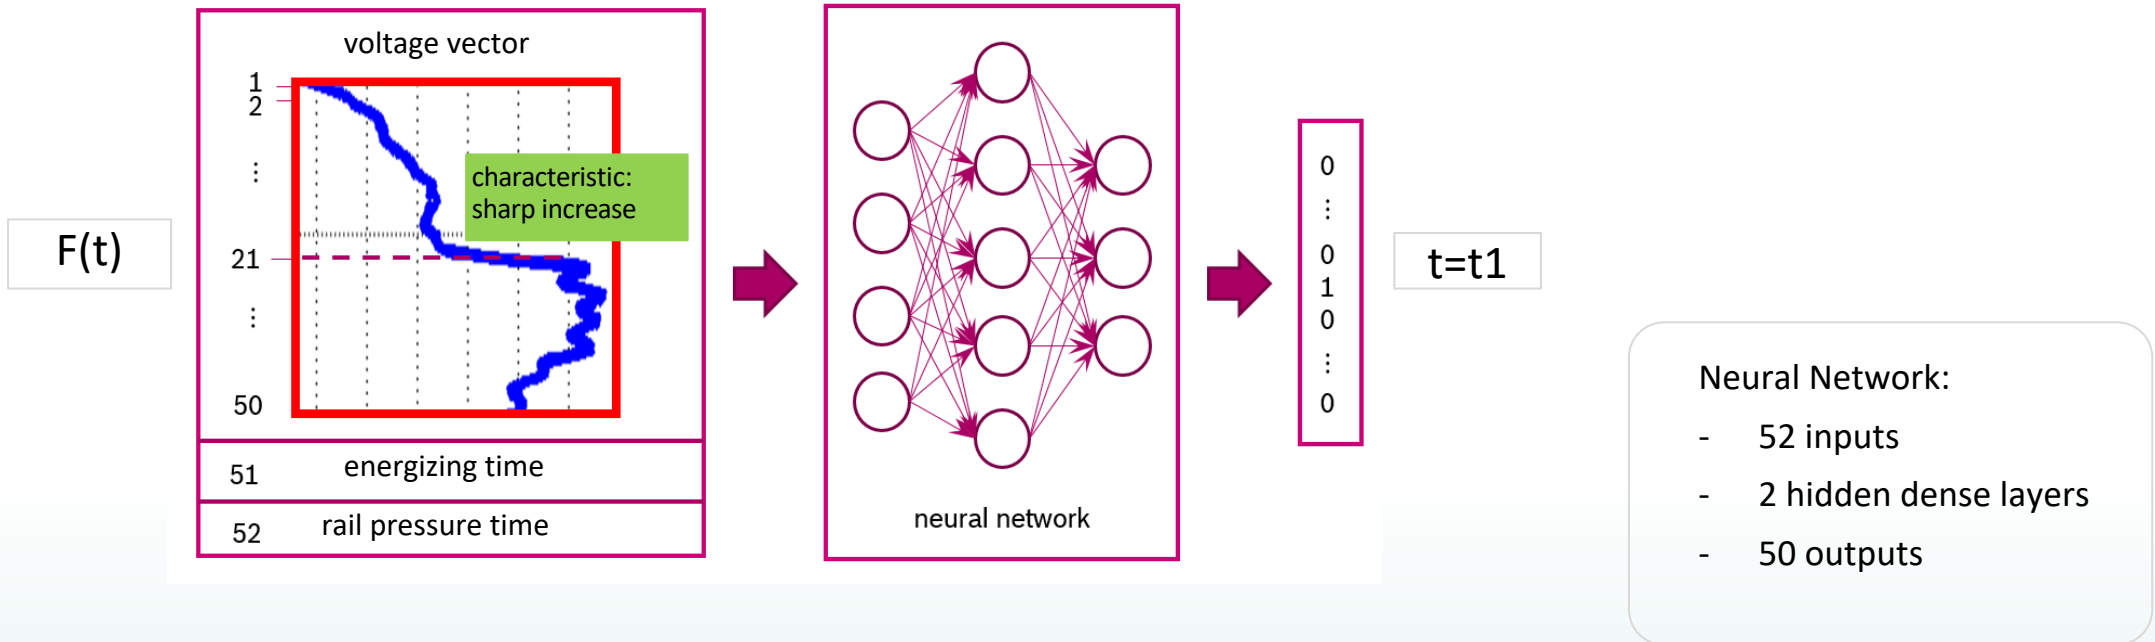 F(t)
voltage vector
1
2
⋮
21
⋮
50
characteristic:
sharp increase
51
energizing time
52
rail pressure time
neural network
0
⋮
0
1
0
⋮
0
t=t1
Neural Network:
- 52 inputs
- 2 hidden dense layers
- 50 outputs